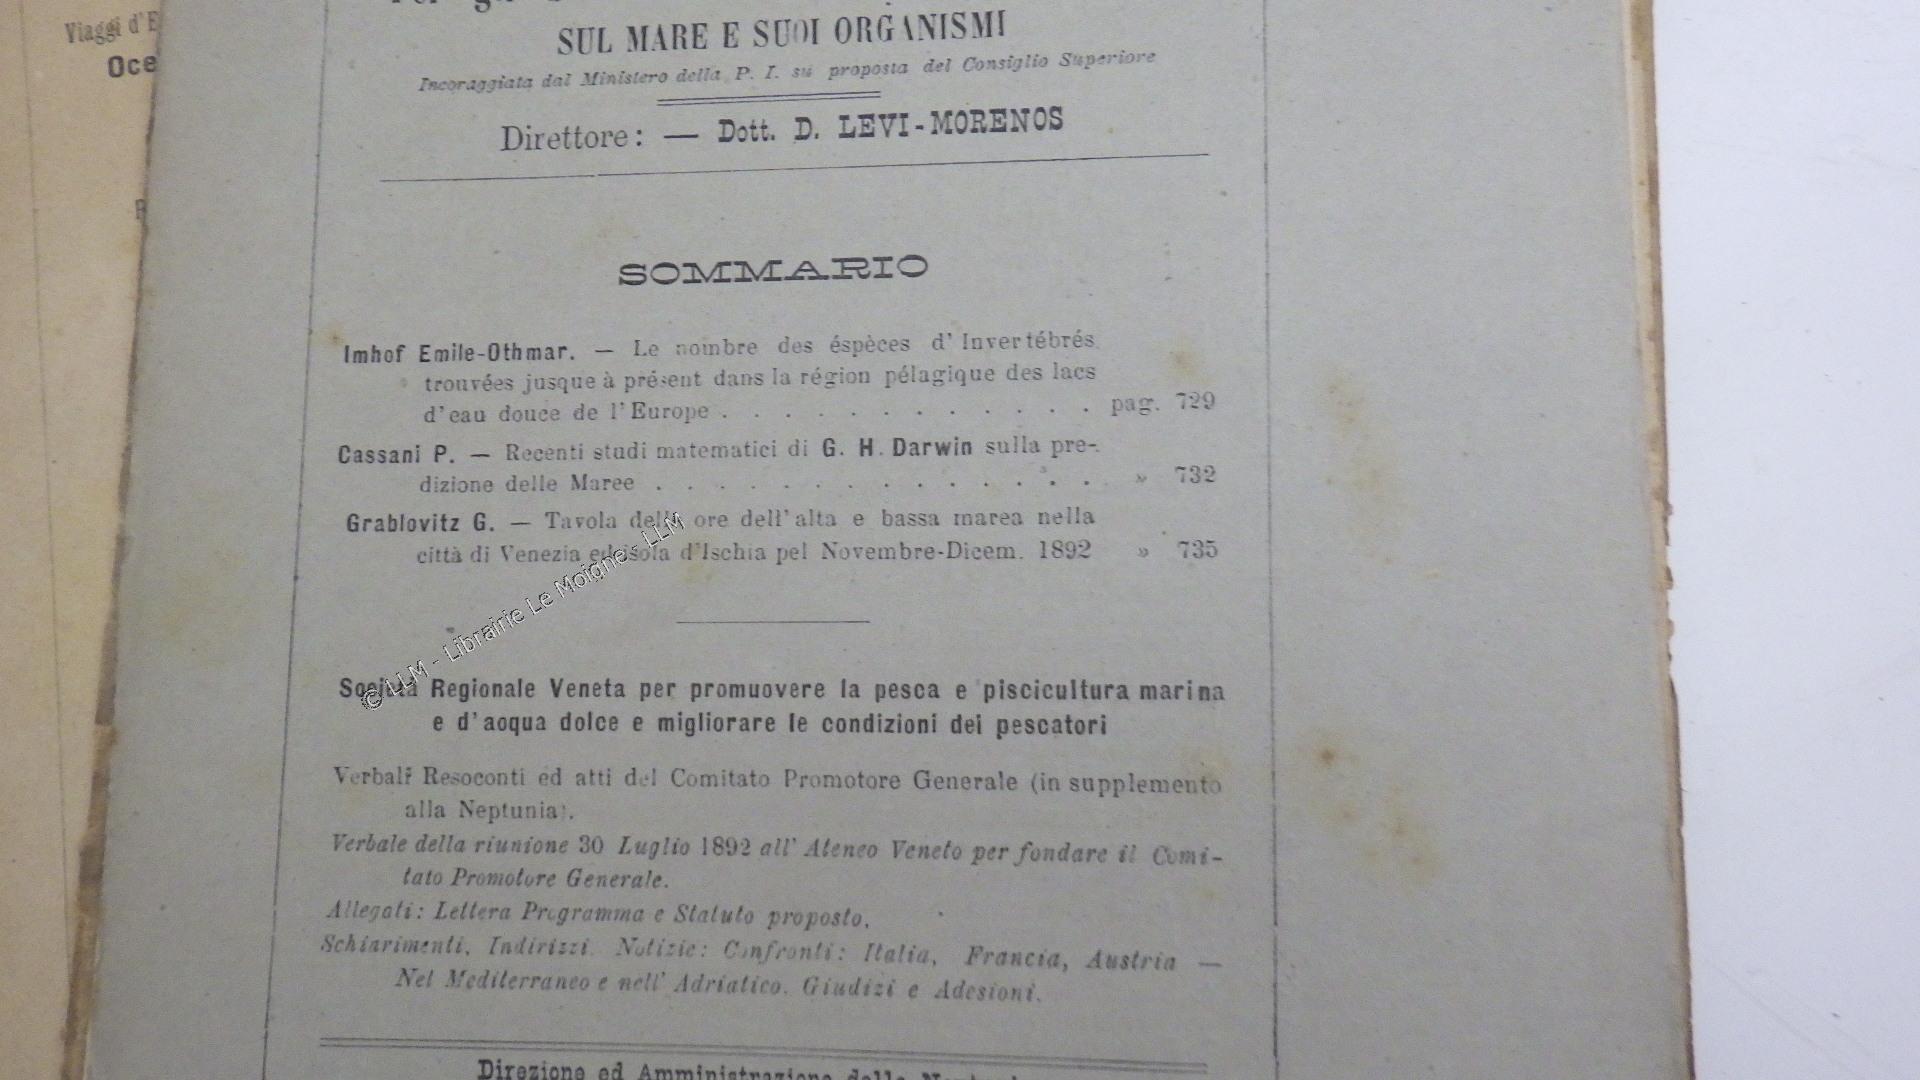 Viaggi d'E
Oce
SUL MARE E SUOI ORGANISMI
Incoraggiata dal Ministero della P. I. su proposta del Consiglio Superiore
Direttore: — Dott. D. LEVI-MORENOS
SOMMARIO
Imhof Emile-Othmar. — Le nombre des éspèces d'Invertébrés
trouvées jusque à présent dans la région pélagique des lacs
d'eau douce de l'Europe . . . . . . . . . . . . . pag. 729
Cassani P. — Recenti studi matematici di G. H. Darwin sulla pre-
dizione delle Maree . . . . . . . . . . . . . . . » 732
Grablovitz G. — Tavola delle ore dell'alta e bassa marea nella
città di Venezia ed isola d'Ischia pel Novembre-Dicem. 1892 » 735
© LLM - Librairie Le Moigne - LLM
Società Regionale Veneta per promuovere la pesca e piscicultura marina
e d'acqua dolce e migliorare le condizioni dei pescatori
Verbali Resoconti ed atti del Comitato Promotore Generale (in supplemento
alla Neptunia).
Verbale della riunione 30 Luglio 1892 all'Ateneo Veneto per fondare il Comi-
tato Promotore Generale.
Allegati: Lettera Programma e Statuto proposto.
Schiarimenti. Indirizzi. Notizie: Confronti: Italia, Francia, Austria —
Nel Mediterraneo e nell'Adriatico. Giudizi e Adesioni.
Direzione ed Amministrazione della